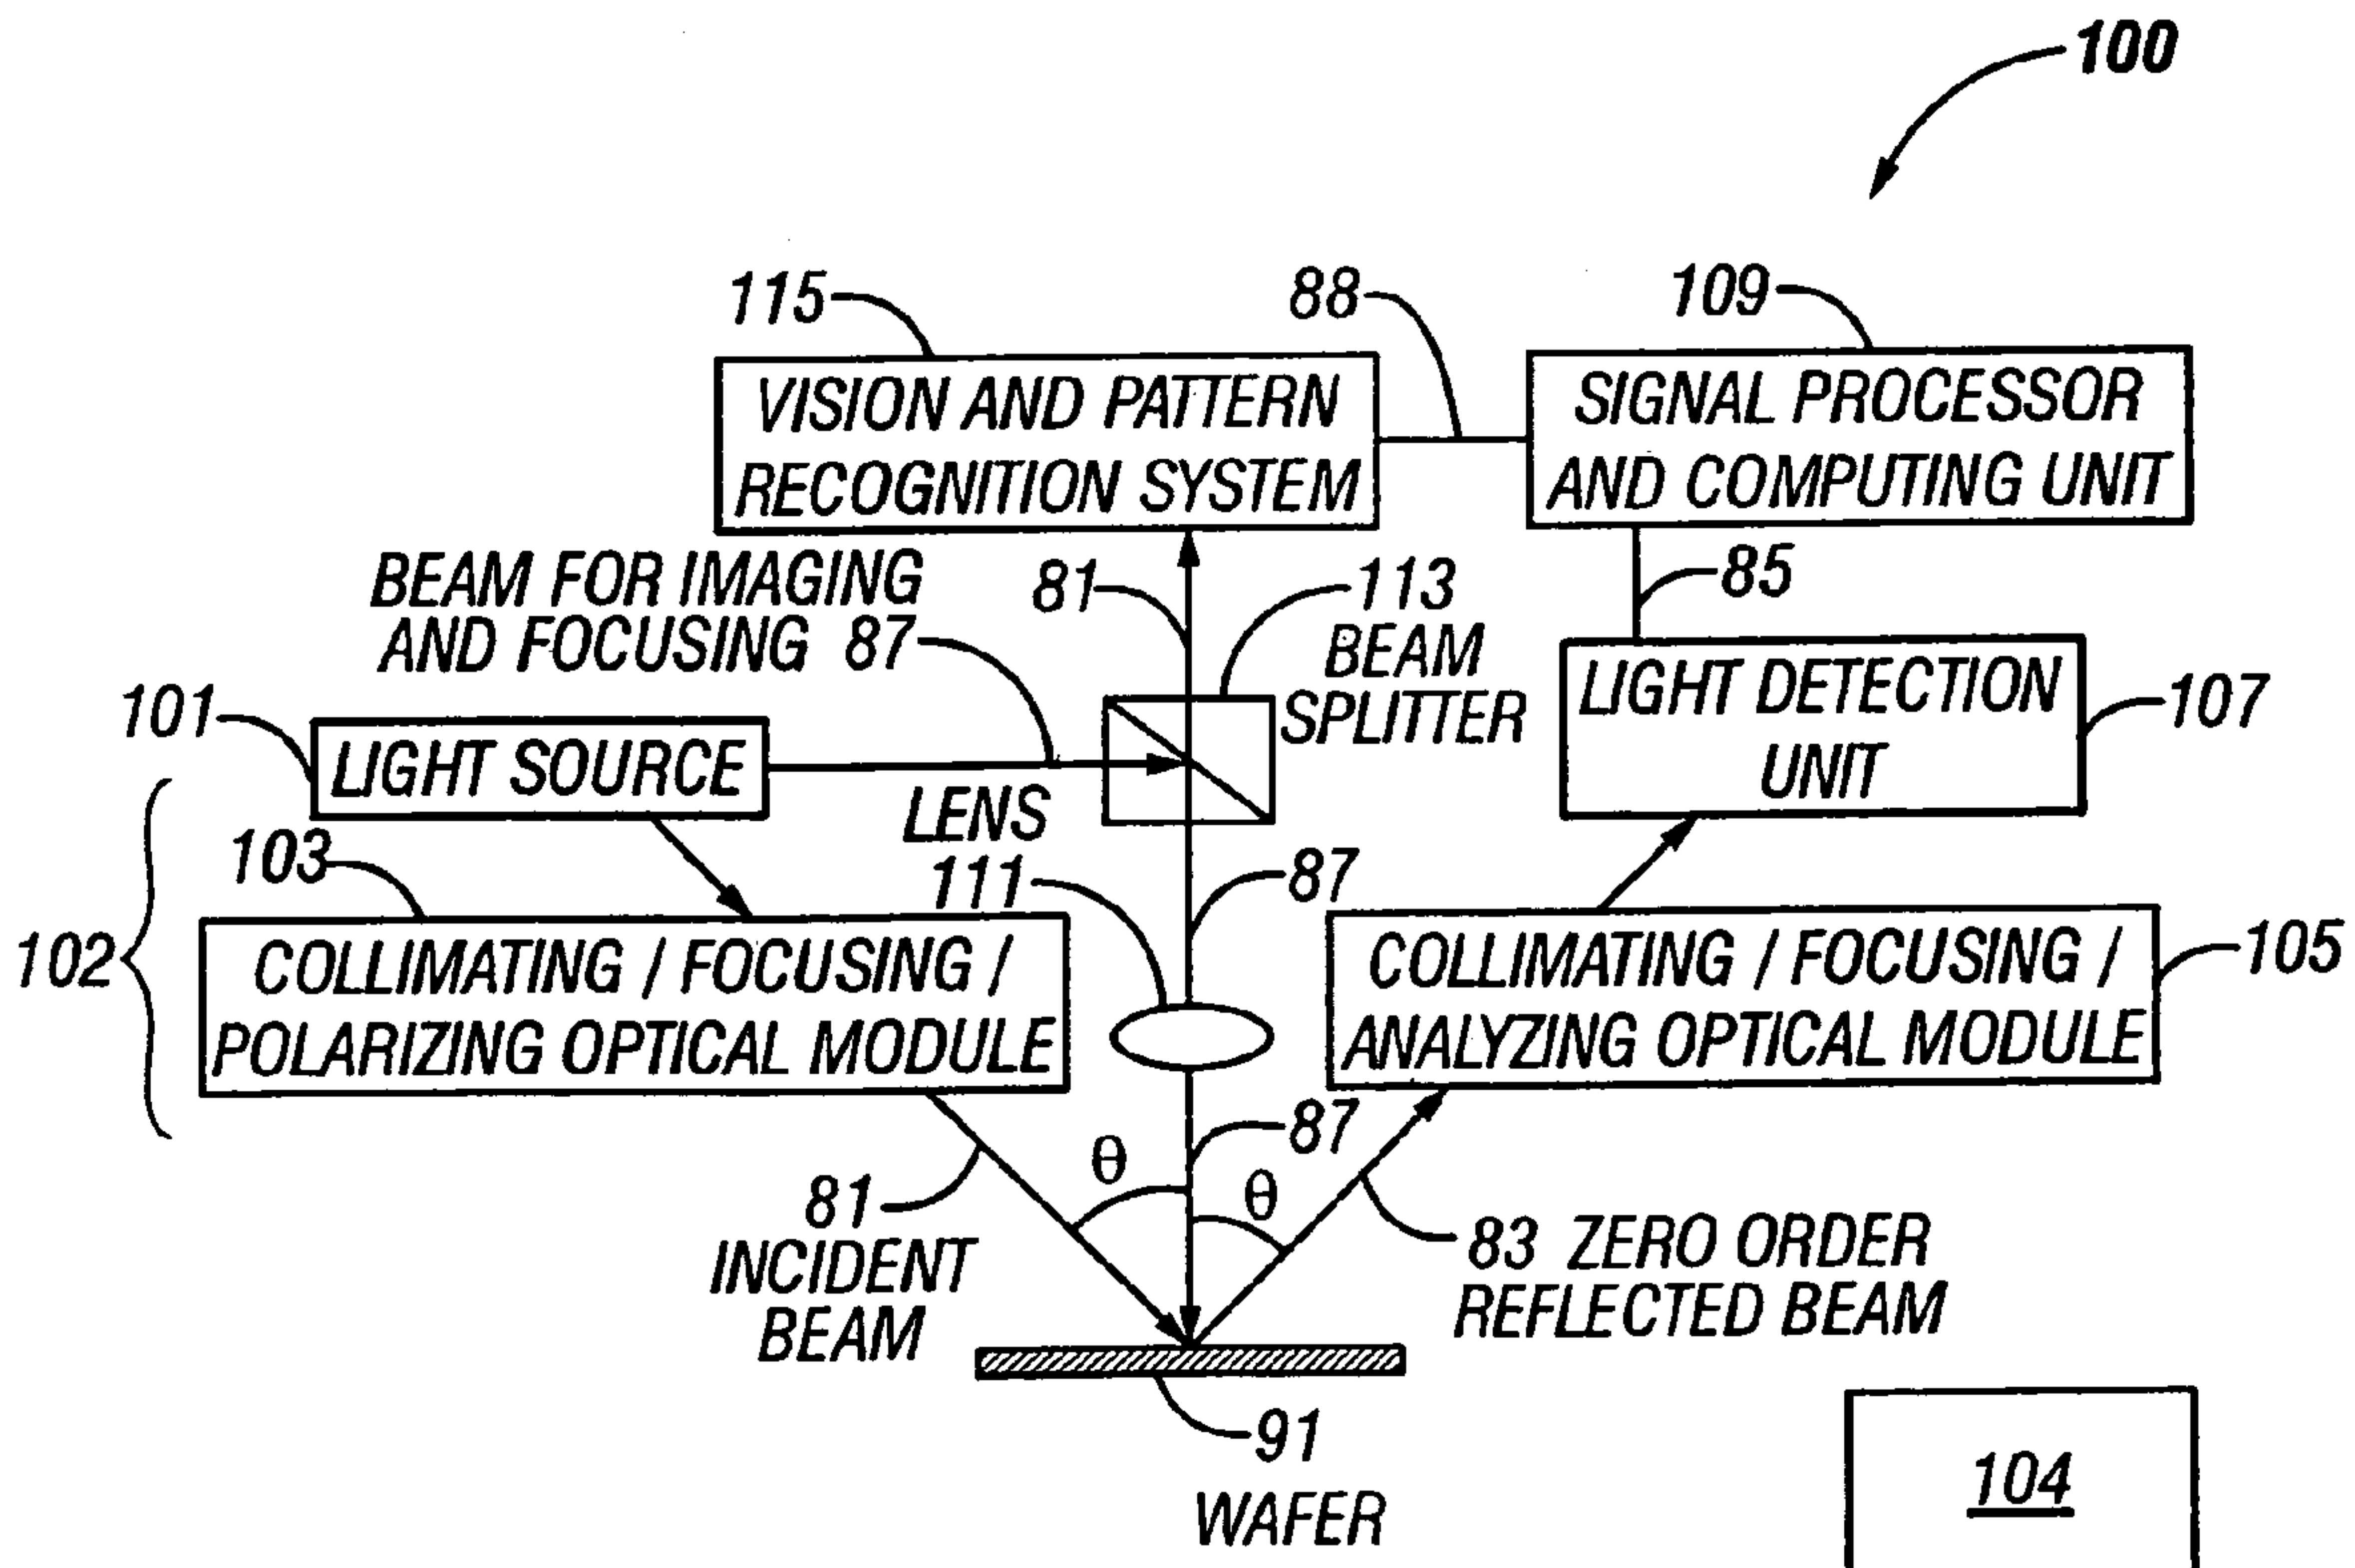 100
115
88
109
VISION AND PATTERN
RECOGNITION SYSTEM
SIGNAL PROCESSOR
AND COMPUTING UNIT
BEAM FOR IMAGING
AND FOCUSING 87
81
113
BEAM
SPLITTER
85
101
LIGHT SOURCE
LIGHT DETECTION
UNIT
107
LENS
111
103
102
87
COLLIMATING / FOCUSING /
POLARIZING OPTICAL MODULE
COLLIMATING / FOCUSING /
ANALYZING OPTICAL MODULE
105
θ
87
θ
81
INCIDENT
BEAM
83 ZERO ORDER
REFLECTED BEAM
91
WAFER
104